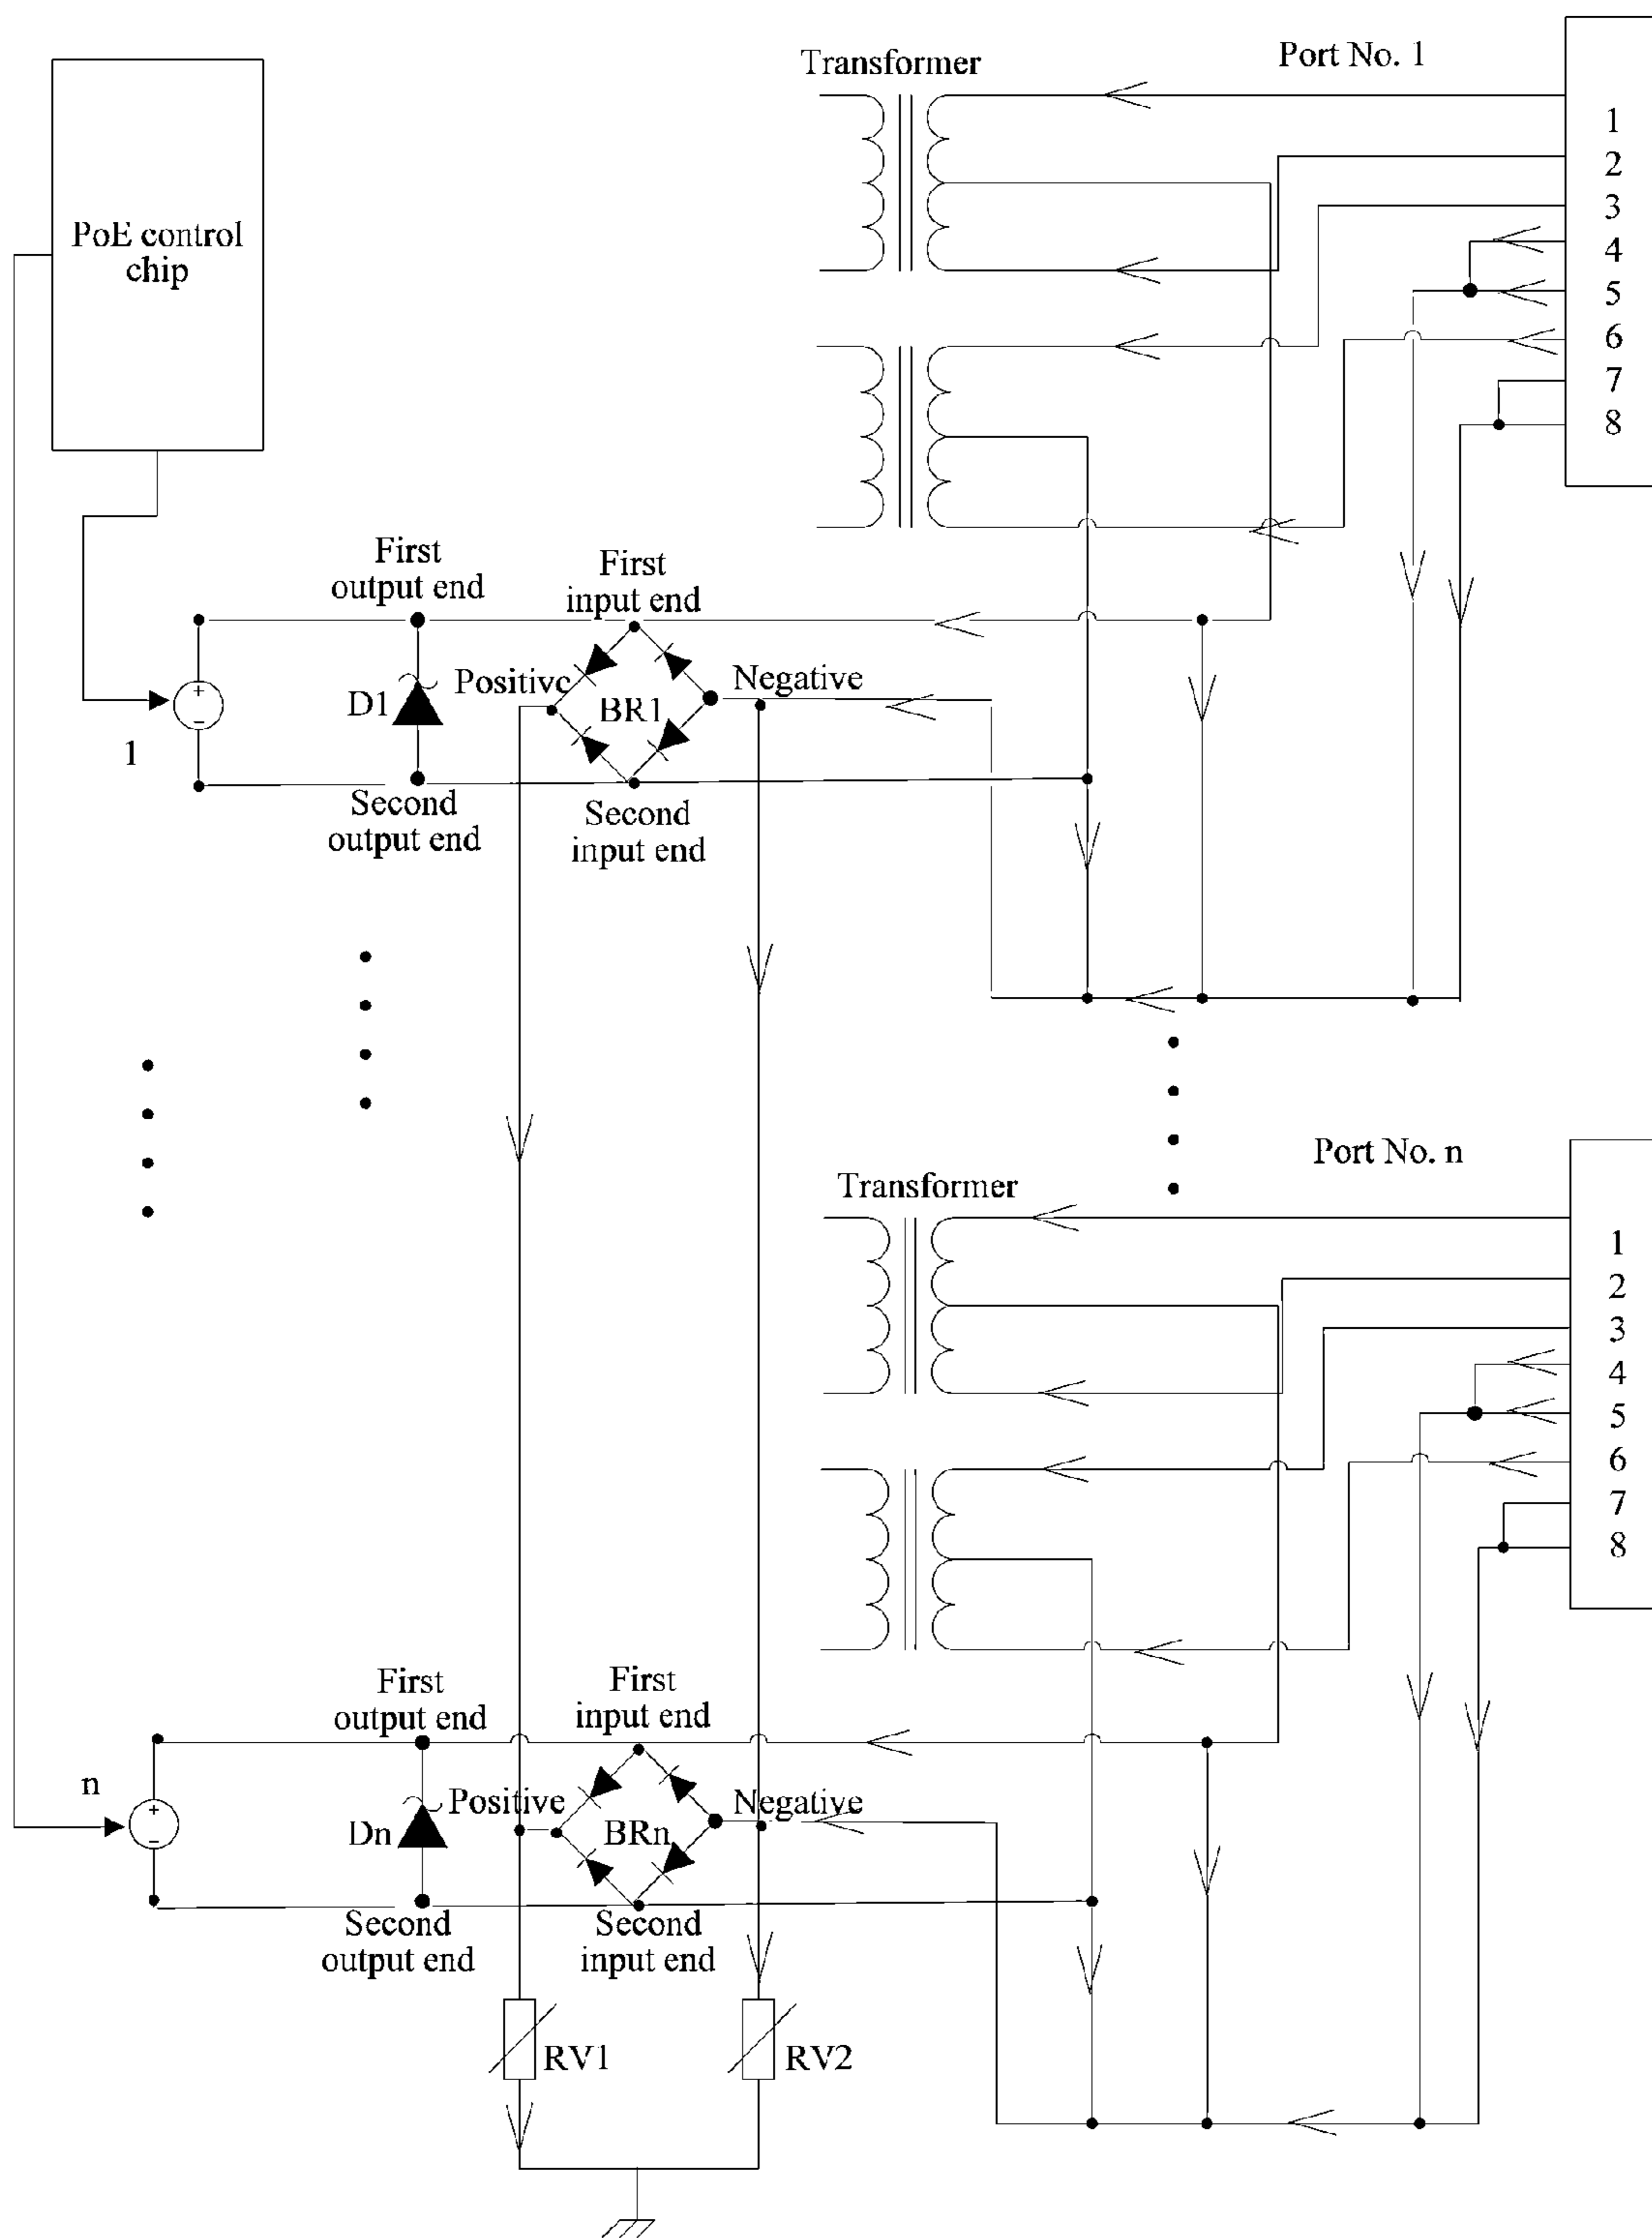 Transformer
Port No. 1
1
2
3
4
5
6
7
8
PoE control
chip
First
output end
First
input end
+
−
1
D1
Positive
BR1
Negative
Second
output end
Second
input end
Port No. n
Transformer
1
2
3
4
5
6
7
8
First
output end
First
input end
n
+
−
Dn
Positive
BRn
Negative
Second
output end
Second
input end
RV1
RV2